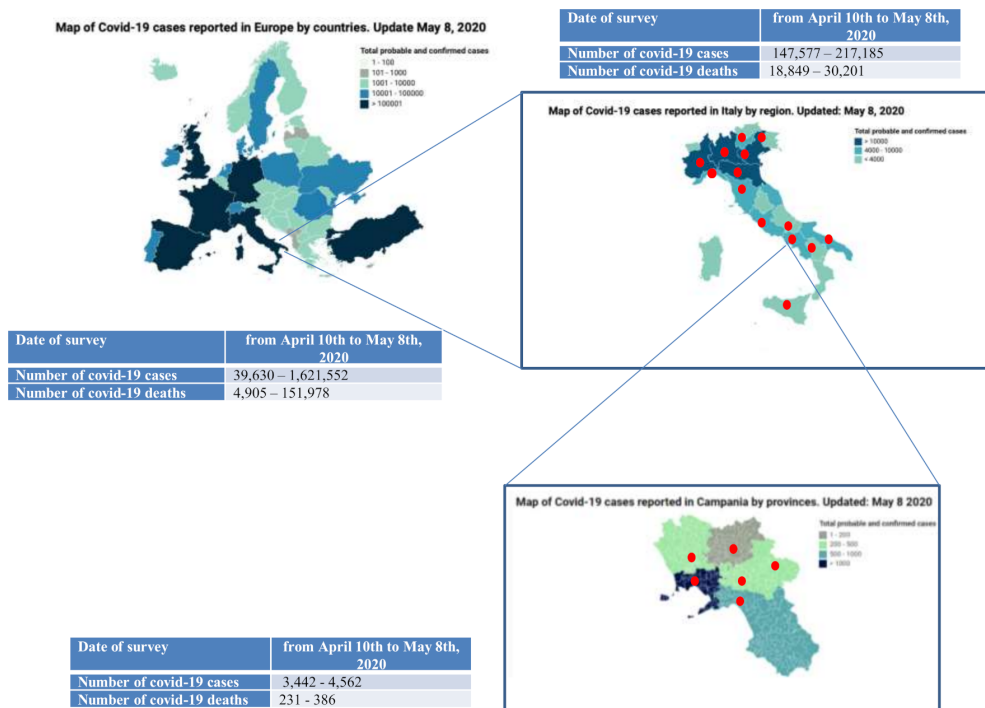 Map of Covid-19 cases reported in Europe by countries. Update May 8, 2020
Total probable and confirmed cases
1 - 100
101 - 1000
1001 - 10000
10001 - 100000
> 100001
Date of survey
from April 10th to May 8th,
2020
Number of covid-19 cases
147,577 – 217,185
Number of covid-19 deaths
18,849 – 30,201
Map of Covid-19 cases reported in Italy by region. Updated: May 8, 2020
Total probable and confirmed cases
> 10000
4000 - 10000
< 4000
Date of survey
from April 10th to May 8th,
2020
Number of covid-19 cases
39,630 – 1,621,552
Number of covid-19 deaths
4,905 – 151,978
Map of Covid-19 cases reported in Campania by provinces. Updated: May 8 2020
Total probable and confirmed cases
1 - 200
200 - 500
500 - 1000
> 1000
Date of survey
from April 10th to May 8th,
2020
Number of covid-19 cases
3,442 - 4,562
Number of covid-19 deaths
231 - 386